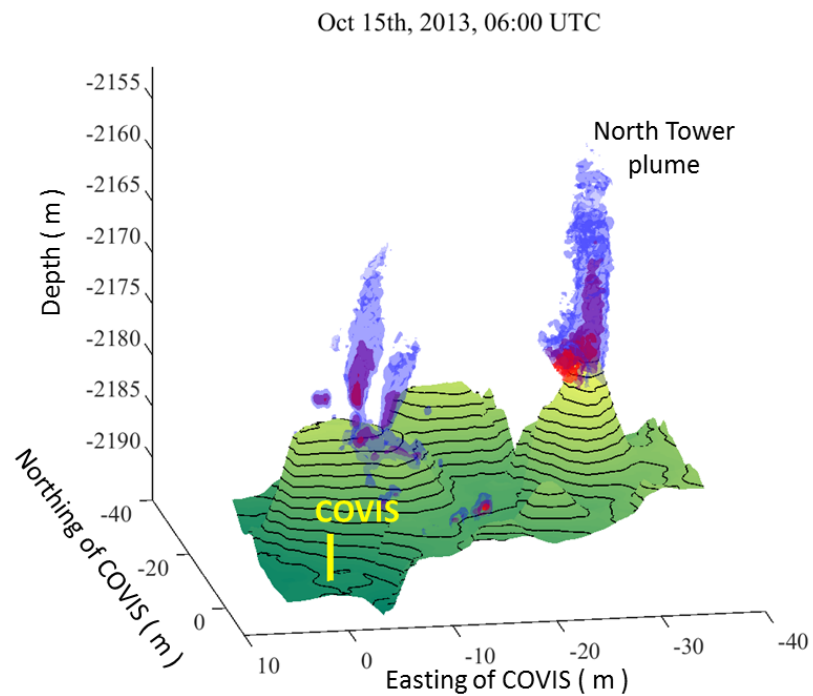 Oct 15th, 2013, 06:00 UTC
North Tower
plume
Depth ( m )
-2155
-2160
-2165
-2170
-2175
-2180
-2185
-2190
COVIS
Northing of COVIS ( m )
-40
-20
0
10
0
-10
-20
-30
-40
Easting of COVIS ( m )